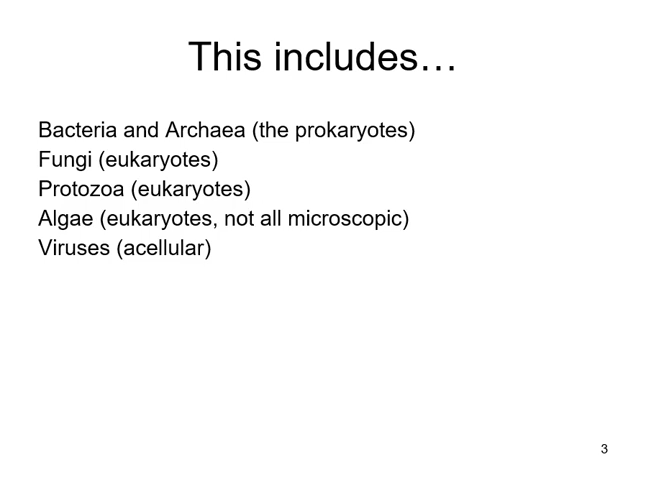 This includes…
Bacteria and Archaea (the prokaryotes)
Fungi (eukaryotes)
Protozoa (eukaryotes)
Algae (eukaryotes, not all microscopic)
Viruses (acellular)
3